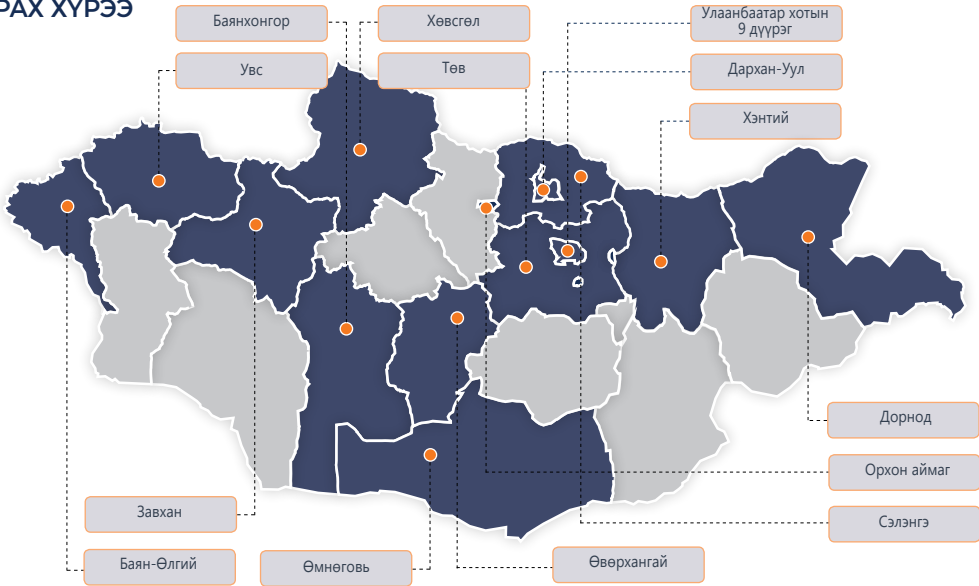 РАХ ХҮРЭЭ
Баянхонгор
Хөвсгөл
Улаанбаатар хотын
9 дүүрэг
Увс
Төв
Дархан-Уул
Хэнтий
Дорнод
Орхон аймаг
Завхан
Сэлэнгэ
Баян-Өлгий
Өмнөговь
Өвөрхангай